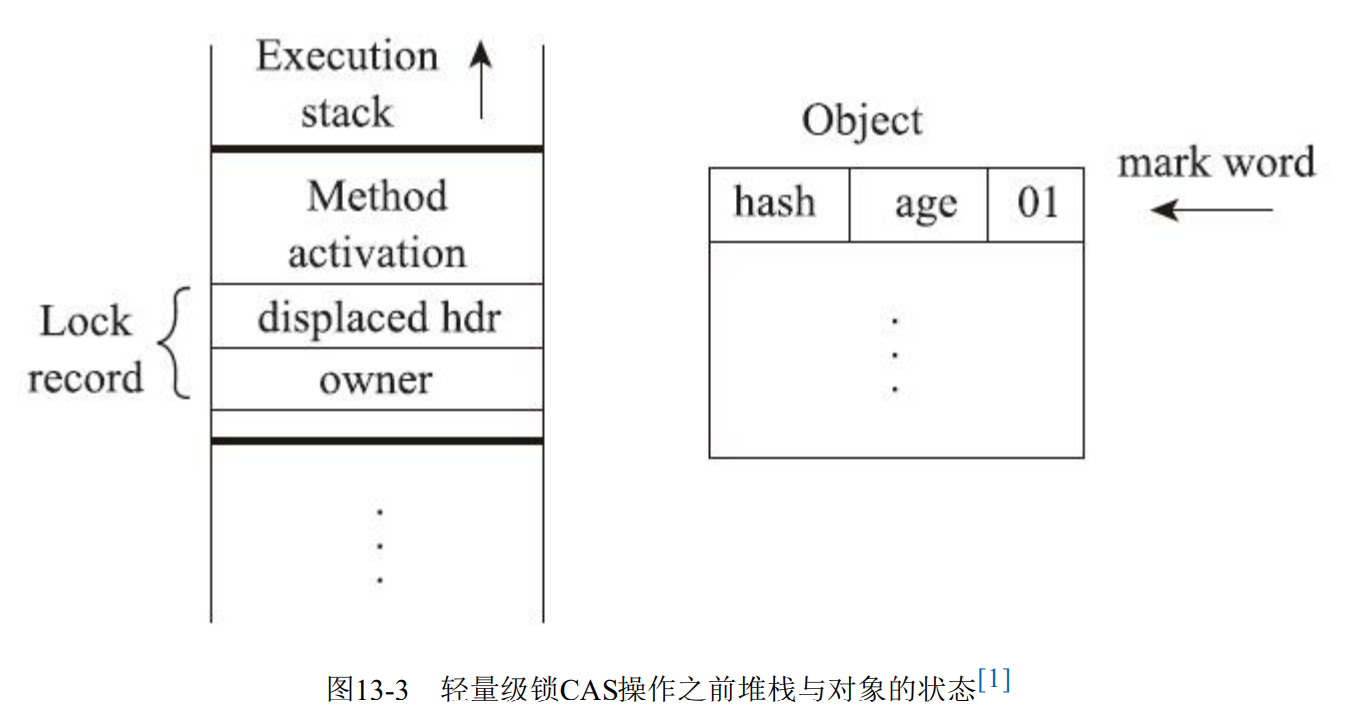 Execution
stack
Method
activation
Lock
record
displaced hdr
owner
Object
hash age 01
mark word
图13-3 轻量级锁CAS操作之前堆栈与对象的状态[1]